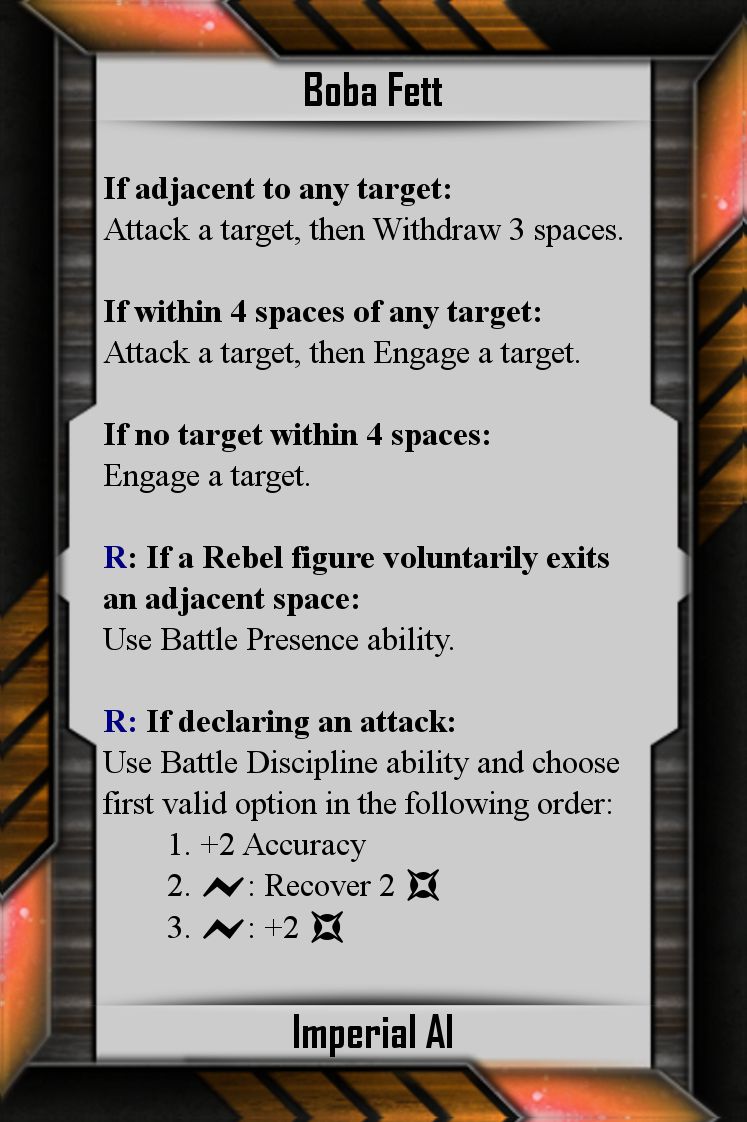 Boba Fett
If adjacent to any target:
Attack a target, then Withdraw 3 spaces.
If within 4 spaces of any target:
Attack a target, then Engage a target.
If no target within 4 spaces:
Engage a target.
R: If a Rebel figure voluntarily exits
an adjacent space:
Use Battle Presence ability.
R: If declaring an attack:
Use Battle Discipline ability and choose
first valid option in the following order:
1. +2 Accuracy
2. : Recover 2
3. : +2
Imperial AI